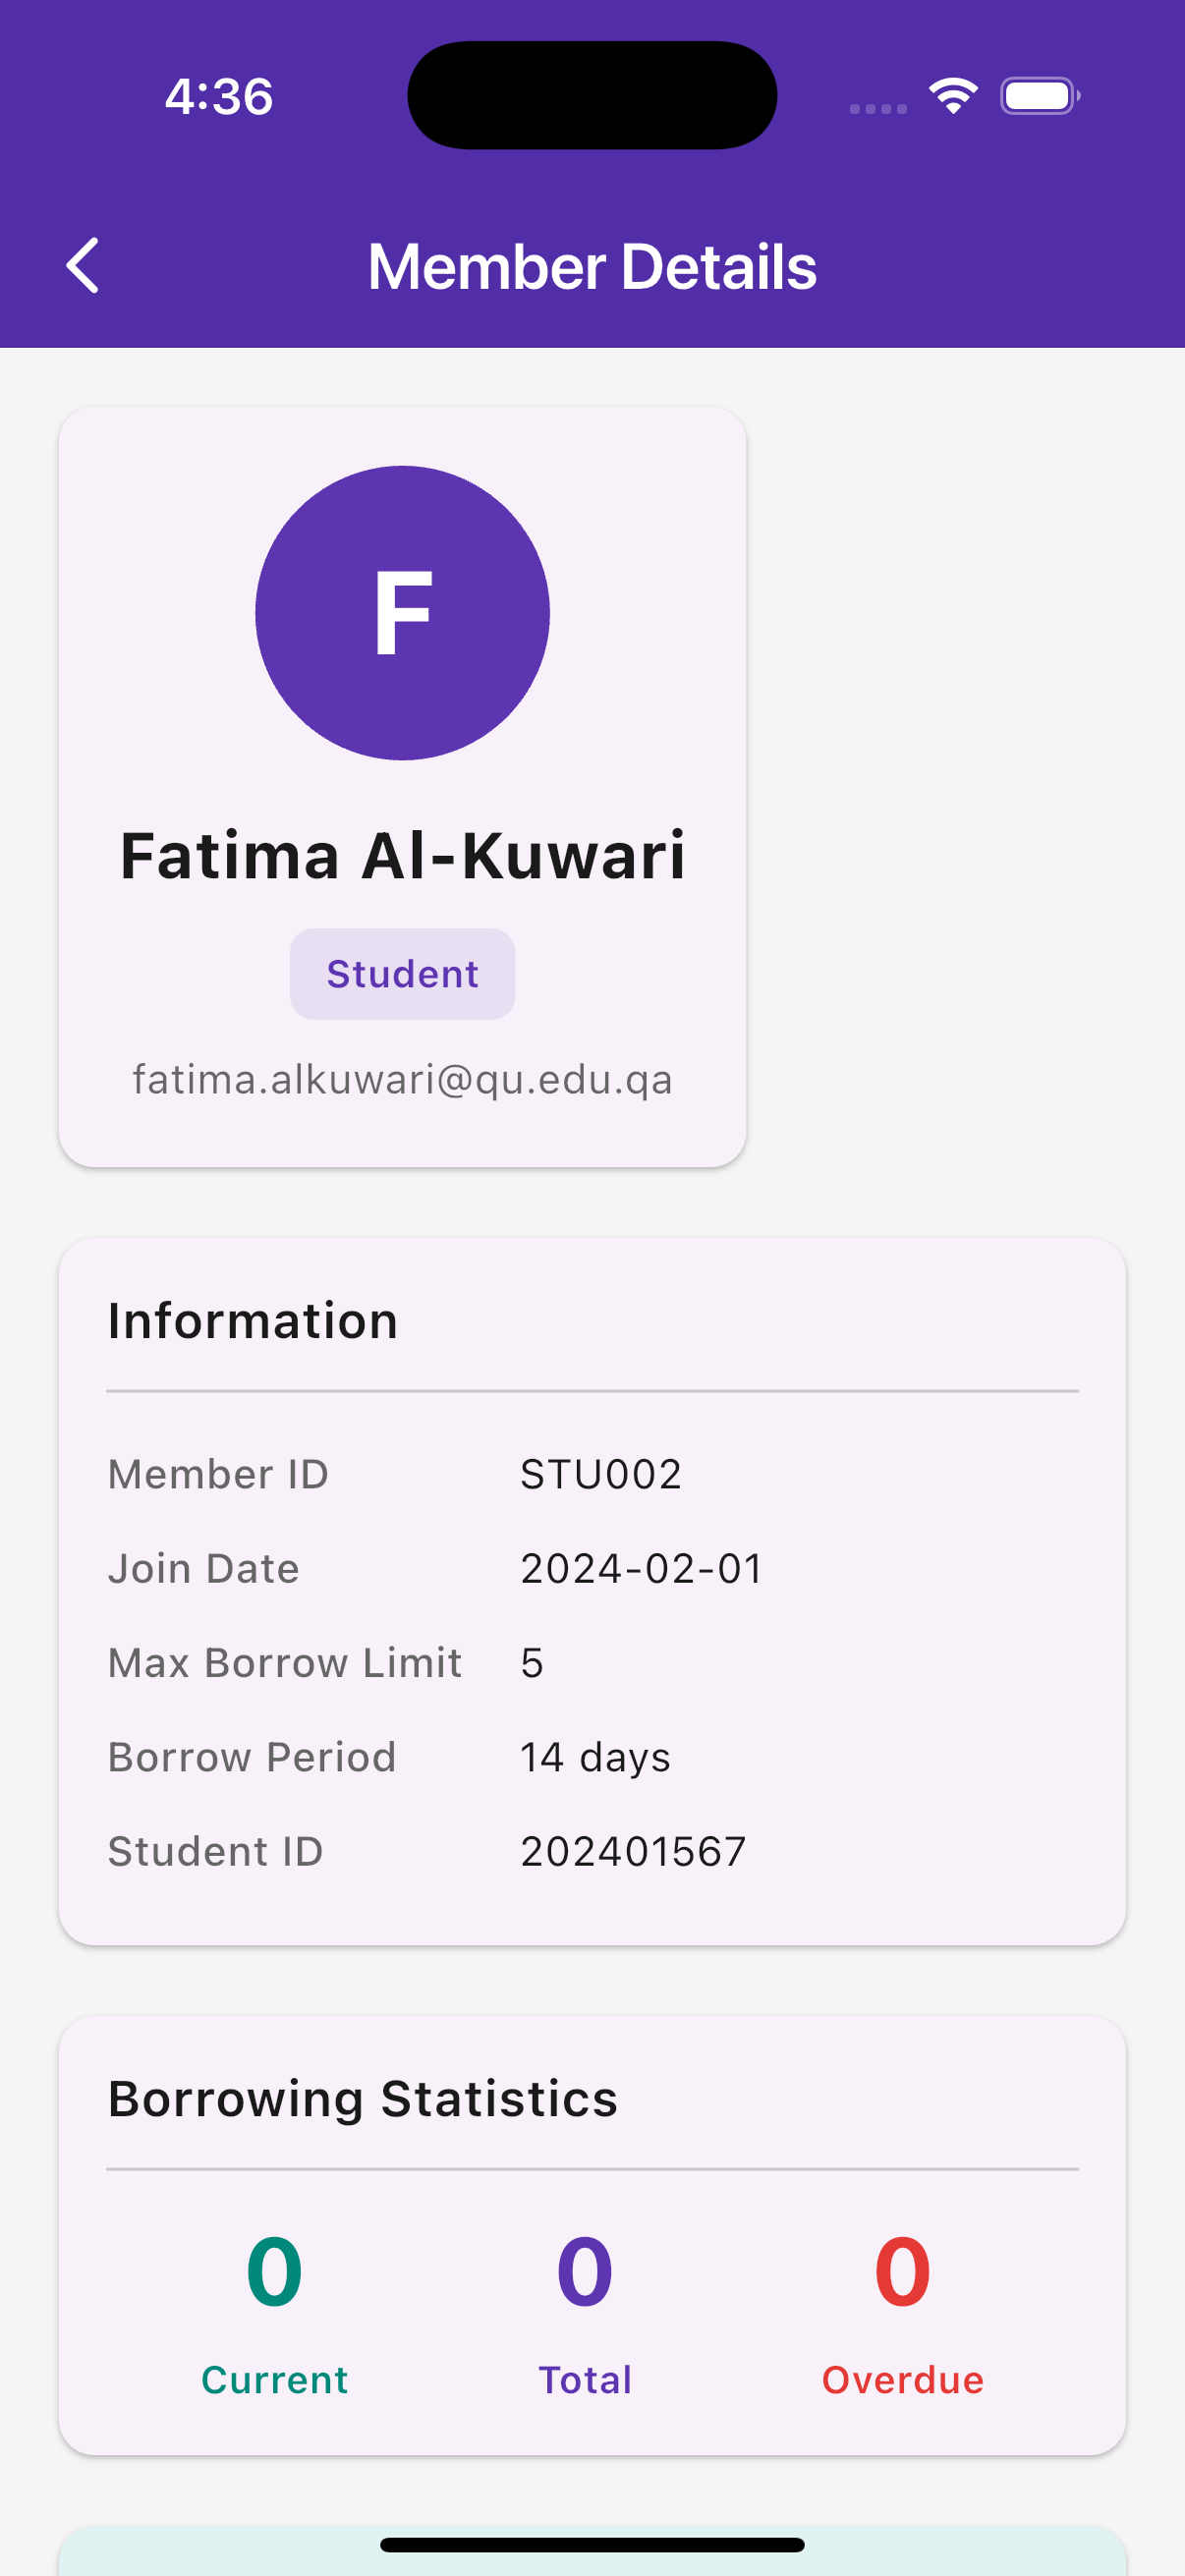 4:36
Member Details
F
Fatima Al-Kuwari
Student
fatima.alkuwari@qu.edu.qa
Information
Member ID STU002
Join Date 2024-02-01
Max Borrow Limit 5
Borrow Period 14 days
Student ID 202401567
Borrowing Statistics
0 0 0
Current Total Overdue